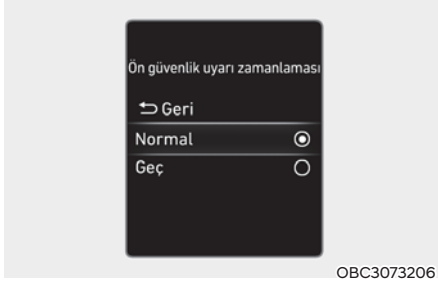 Ön güvenlik uyarı zamanlaması
Geri
Normal
Geç
OBC3073206